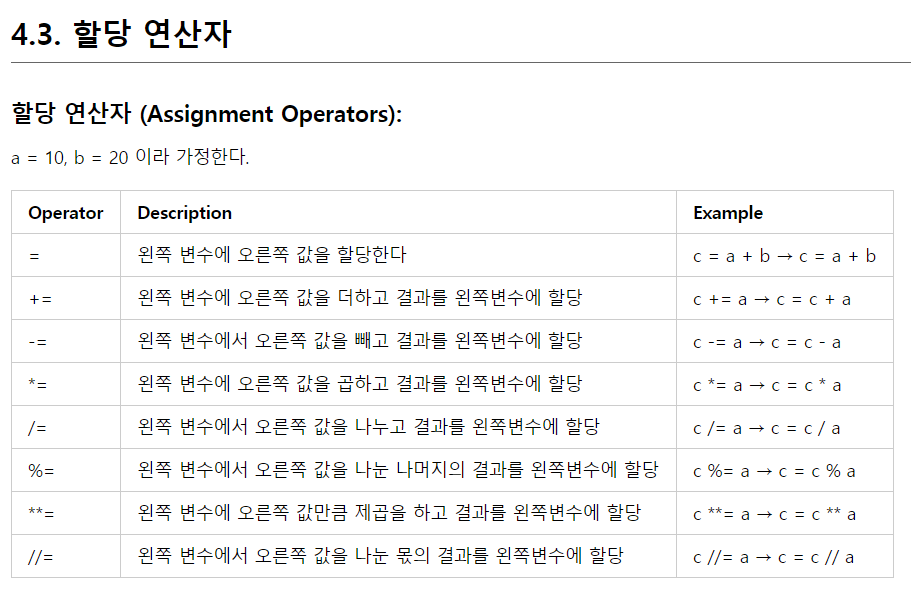 4.3. 할당 연산자
할당 연산자 (Assignment Operators):
a = 10, b = 20 이라 가정한다.
Operator Description Example
= 왼쪽 변수에 오른쪽 값을 할당한다 c = a + b → c = a + b
+= 왼쪽 변수에 오른쪽 값을 더하고 결과를 왼쪽변수에 할당 c += a → c = c + a
-= 왼쪽 변수에서 오른쪽 값을 빼고 결과를 왼쪽변수에 할당 c -= a → c = c - a
*= 왼쪽 변수에 오른쪽 값을 곱하고 결과를 왼쪽변수에 할당 c *= a → c = c * a
/= 왼쪽 변수에서 오른쪽 값을 나누고 결과를 왼쪽변수에 할당 c /= a → c = c / a
%= 왼쪽 변수에서 오른쪽 값을 나눈 나머지의 결과를 왼쪽변수에 할당 c %= a → c = c % a
**= 왼쪽 변수에 오른쪽 값만큼 제곱을 하고 결과를 왼쪽변수에 할당 c **= a → c = c ** a
//= 왼쪽 변수에서 오른쪽 값을 나눈 몫의 결과를 왼쪽변수에 할당 c //= a → c = c // a